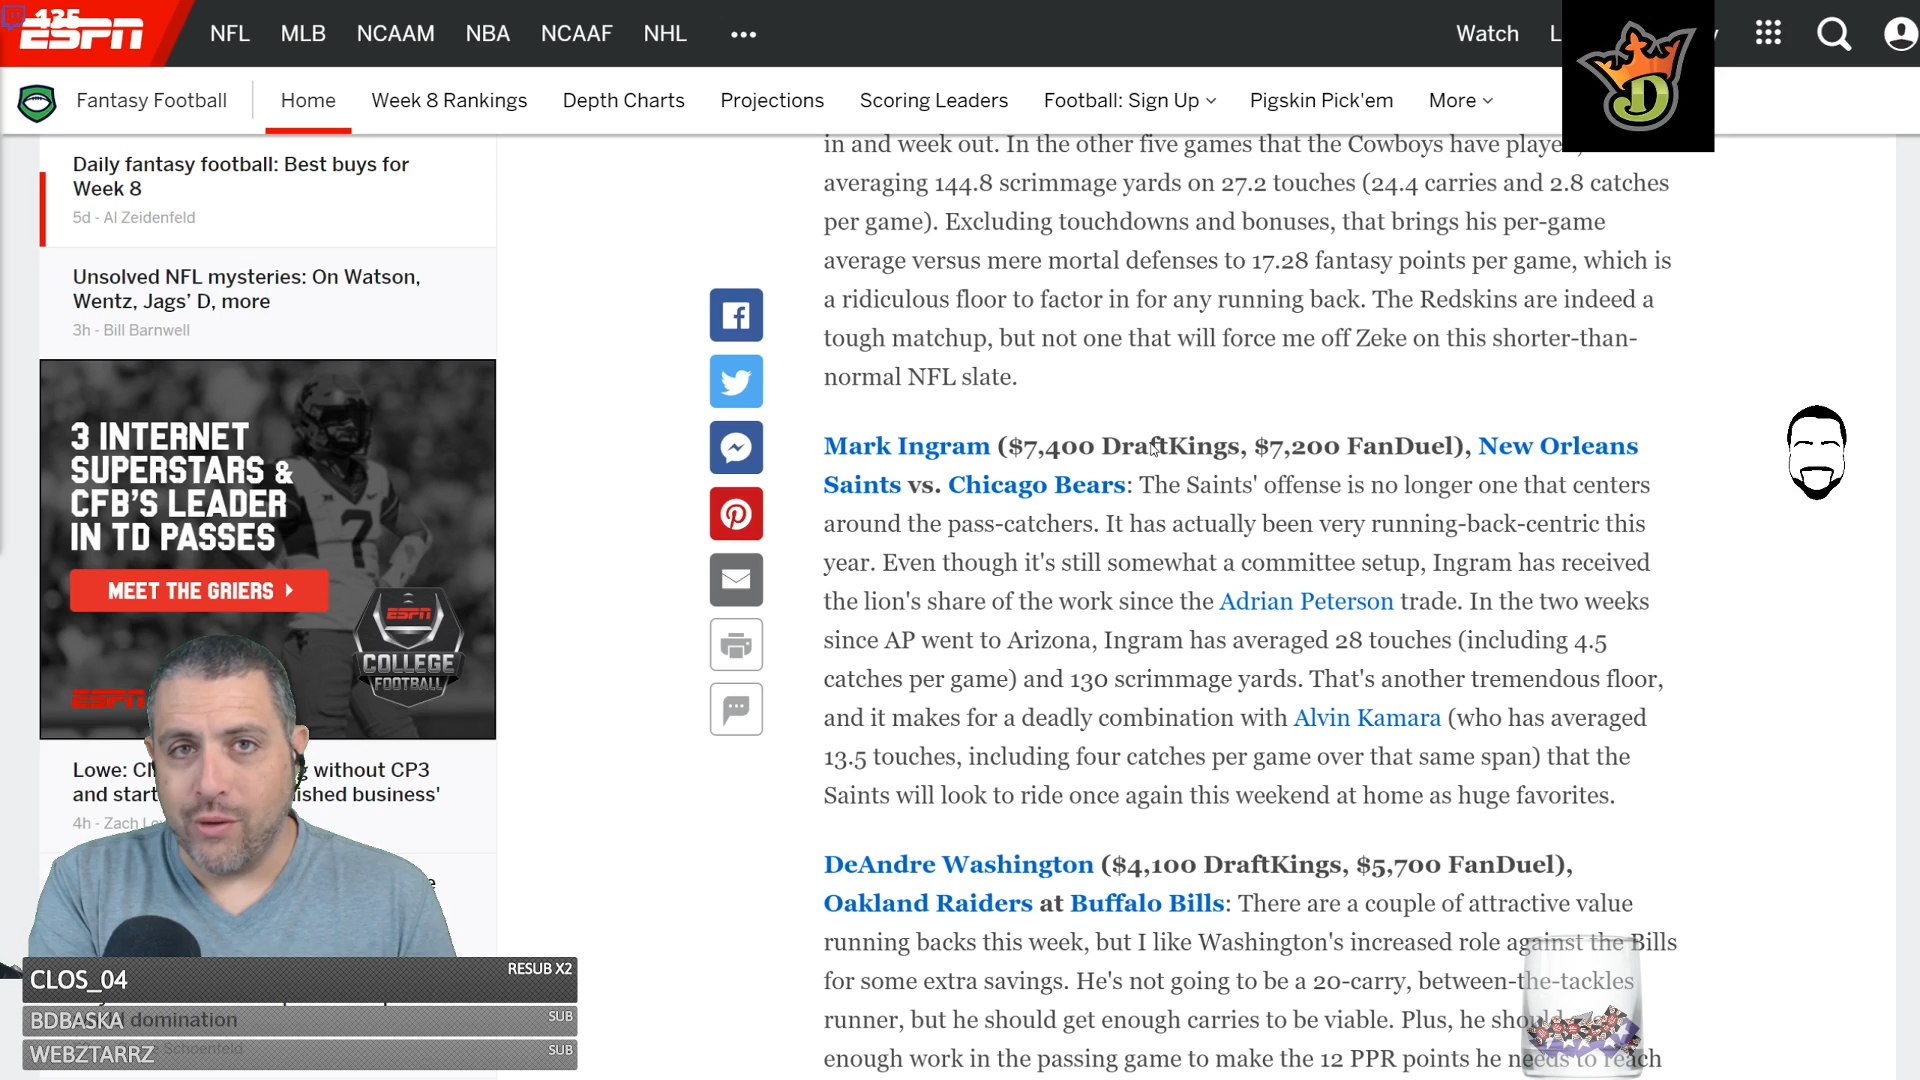 125
ESPN
NFL MLB NCAAM NBA NCAAF NHL
Watch
Fantasy Football Home Week 8 Rankings Depth Charts Projections Scoring Leaders Football: Sign Up Pigskin Pick'em More
D
Daily fantasy football: Best buys for
Week 8
5d - Al Zeidenfeld
Unsolved NFL mysteries: On Watson,
Wentz, Jags' D, more
3h - Bill Barnwell
3 INTERNET
SUPERSTARS &
CFB'S LEADER
IN TD PASSES
MEET THE GRIERS
7
ESPN
COLLEGE
FOOTBALL
ESPN
Lowe: without CP3
and start ished business'
4h - Zach
CLOS_04 RESUB X2
BDBASKA domination SUB
WEBZTARRZ Schoenfeld SUB
in and week out. In the other five games that the Cowboys have
averaging 144.8 scrimmage yards on 27.2 touches (24.4 carries and 2.8 catches
per game). Excluding touchdowns and bonuses, that brings his per-game
average versus mere mortal defenses to 17.28 fantasy points per game, which is
a ridiculous floor to factor in for any running back. The Redskins are indeed a
tough matchup, but not one that will force me off Zeke on this shorter-than-
normal NFL slate.
Mark Ingram ($7,400 DraftKings, $7,200 FanDuel), New Orleans
Saints vs. Chicago Bears: The Saints' offense is no longer one that centers
around the pass-catchers. It has actually been very running-back-centric this
year. Even though it's still somewhat a committee setup, Ingram has received
the lion's share of the work since the Adrian Peterson trade. In the two weeks
since AP went to Arizona, Ingram has averaged 28 touches (including 4.5
catches per game) and 130 scrimmage yards. That's another tremendous floor,
and it makes for a deadly combination with Alvin Kamara (who has averaged
13.5 touches, including four catches per game over that same span) that the
Saints will look to ride once again this weekend at home as huge favorites.
DeAndre Washington ($4,100 DraftKings, $5,700 FanDuel),
Oakland Raiders at Buffalo Bills: There are a couple of attractive value
running backs this week, but I like Washington's increased role against the Bills
for some extra savings. He's not going to be a 20-carry, between-the-tackles
runner, but he should get enough carries to be viable. Plus, he
enough work in the passing game to make the 12 PPR points he needs to reach